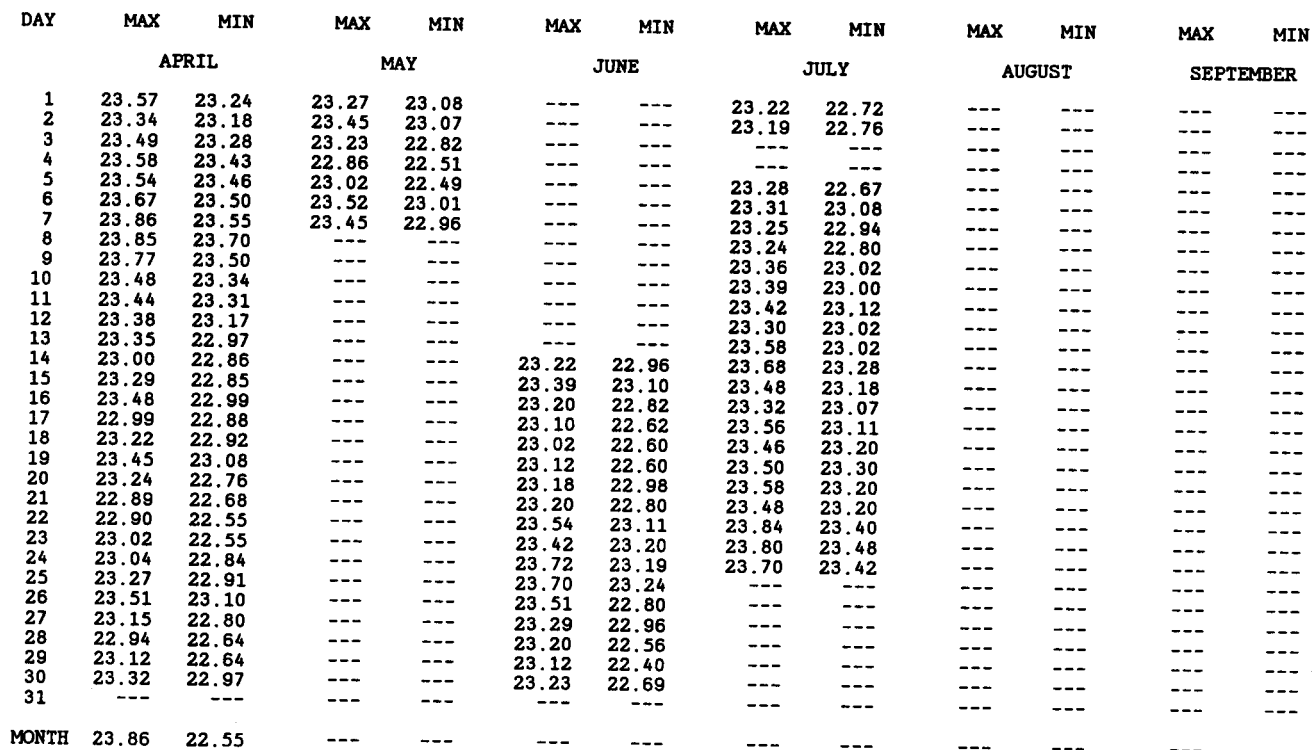 DAY MAX MIN MAX MIN MAX MIN MAX MIN MAX MIN MAX MIN
APRIL MAY JUNE JULY AUGUST SEPTEMBER
1 23.57 23.24 23.27 23.08 --- --- 23.22 22.72 --- --- --- ---
2 23.34 23.18 23.45 23.07 --- --- 23.19 22.76 --- --- --- ---
3 23.49 23.28 23.23 22.82 --- --- --- --- --- --- --- ---
4 23.58 23.43 22.86 22.51 --- --- --- --- --- --- --- ---
5 23.54 23.46 23.02 22.49 --- --- 23.28 22.67 --- --- --- ---
6 23.67 23.50 23.52 23.01 --- --- 23.31 23.08 --- --- --- ---
7 23.86 23.55 23.45 22.96 --- --- 23.25 22.94 --- --- --- ---
8 23.85 23.70 --- --- --- --- 23.24 22.80 --- --- --- ---
9 23.77 23.50 --- --- --- --- 23.36 23.02 --- --- --- ---
10 23.48 23.34 --- --- --- --- 23.39 23.00 --- --- --- ---
11 23.44 23.31 --- --- --- --- 23.42 23.12 --- --- --- ---
12 23.38 23.17 --- --- --- --- 23.30 23.02 --- --- --- ---
13 23.35 22.97 --- --- --- --- 23.58 23.02 --- --- --- ---
14 23.00 22.86 --- --- 23.22 22.96 23.68 23.28 --- --- --- ---
15 23.29 22.85 --- --- 23.39 23.10 23.48 23.18 --- --- --- ---
16 23.48 22.99 --- --- 23.20 22.82 23.32 23.07 --- --- --- ---
17 22.99 22.88 --- --- 23.10 22.62 23.56 23.11 --- --- --- ---
18 23.22 22.92 --- --- 23.02 22.60 23.46 23.20 --- --- --- ---
19 23.45 23.08 --- --- 23.12 22.60 23.50 23.30 --- --- --- ---
20 23.24 22.76 --- --- 23.18 22.98 23.58 23.20 --- --- --- ---
21 22.89 22.68 --- --- 23.20 22.80 23.48 23.20 --- --- --- ---
22 22.90 22.55 --- --- 23.54 23.11 23.84 23.40 --- --- --- ---
23 23.02 22.55 --- --- 23.42 23.20 23.80 23.48 --- --- --- ---
24 23.04 22.84 --- --- 23.72 23.19 23.70 23.42 --- --- --- ---
25 23.27 22.91 --- --- 23.70 23.24 --- --- --- --- --- ---
26 23.51 23.10 --- --- 23.51 22.80 --- --- --- --- --- ---
27 23.15 22.80 --- --- 23.29 22.96 --- --- --- --- --- ---
28 22.94 22.64 --- --- 23.20 22.56 --- --- --- --- --- ---
29 23.12 22.64 --- --- 23.12 22.40 --- --- --- --- --- ---
30 23.32 22.97 --- --- 23.23 22.69 --- --- --- --- --- ---
31 --- --- --- --- --- --- --- --- --- --- --- ---
MONTH 23.86 22.55 --- --- --- --- --- --- --- --- --- ---